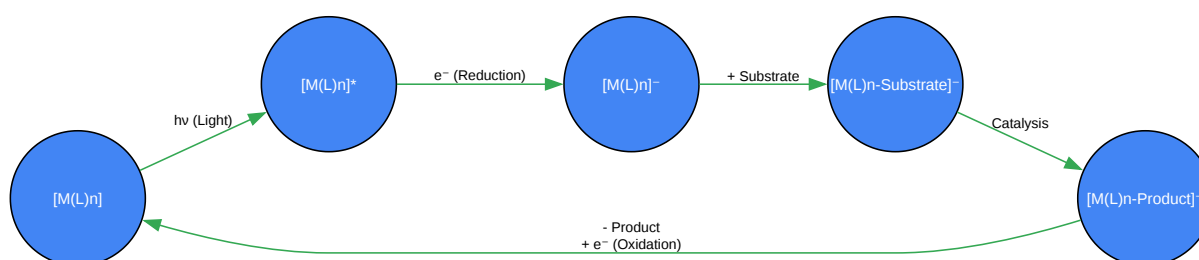 [M(L)n]*
e⁻ (Reduction)
[M(L)n]⁻
+ Substrate
[M(L)n-Substrate]⁻
hν (Light)
Catalysis
[M(L)n]
[M(L)n-Product]⁻
- Product
+ e⁻ (Oxidation)